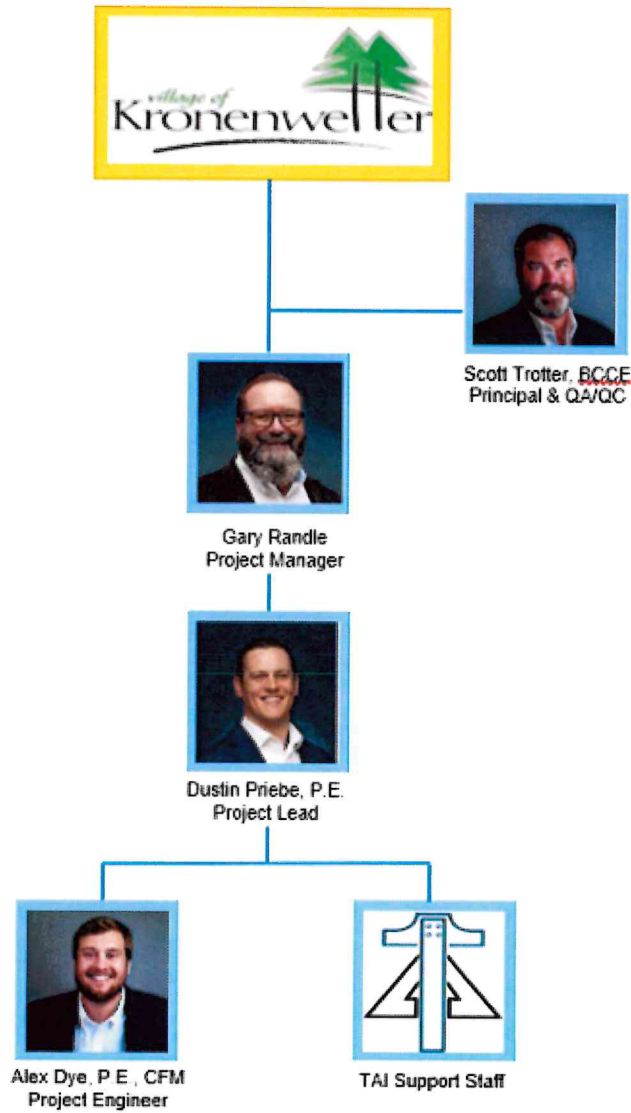 village of
Kronenwetter
Scott Trotter, BCCE
Principal & QA/QC
Gary Randle
Project Manager
Dustin Priebe, P.E.
Project Lead
Alex Dye, P.E., CFM
Project Engineer
TAI Support Staff